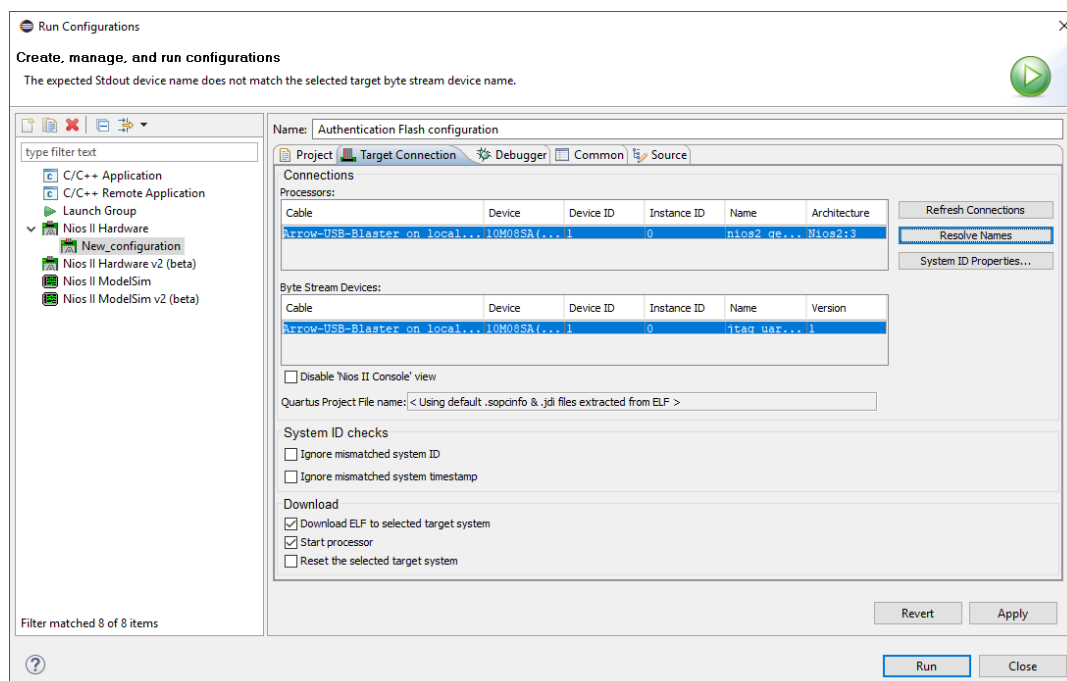 Run Configurations
Create, manage, and run configurations
The expected Stdout device name does not match the selected target byte stream device name.
type filter text
C/C++ Application
C/C++ Remote Application
Launch Group
Nios II Hardware
New_configuration
Nios II Hardware v2 (beta)
Nios II ModelSim
Nios II ModelSim v2 (beta)
Filter matched 8 of 8 items
Name: Authentication Flash configuration
Project Target Connection Debugger Common Source
Connections
Processors:
Cable Device Device ID Instance ID Name Architecture
Arrow-USB-Blaster on local... 10M08SA(... 1 0 nios2_ge... Nios2:3
Refresh Connections
Resolve Names
System ID Properties...
Byte Stream Devices:
Cable Device Device ID Instance ID Name Version
Arrow-USB-Blaster on local... 10M08SA(... 1 0 jtag_uar... 1
Disable 'Nios II Console' view
Quartus Project File name: < Using default .sopcinfo & .jdi files extracted from ELF >
System ID checks
Ignore mismatched system ID
Ignore mismatched system timestamp
Download
Download ELF to selected target system
Start processor
Reset the selected target system
Revert Apply
Run Close